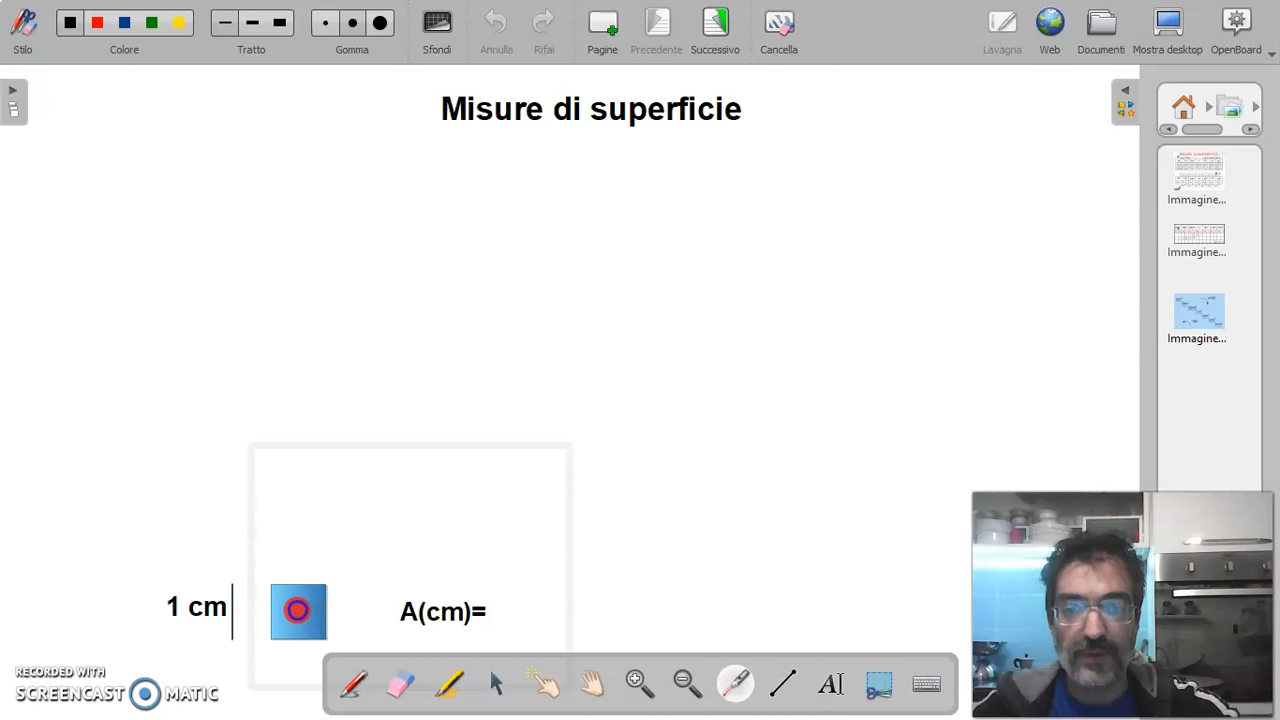 Stilo
Colore
Tratto
Gomma
Sfondi
Annulla
Rifai
Pagine
Precedente
Successivo
Cancella
Lavagna
Web
Documenti
Mostra desktop
OpenBoard
Misure di superficie
Immagine...
Immagine...
Immagine...
1 cm
A(cm)=
RECORDED WITH
SCREENCAST MATIC